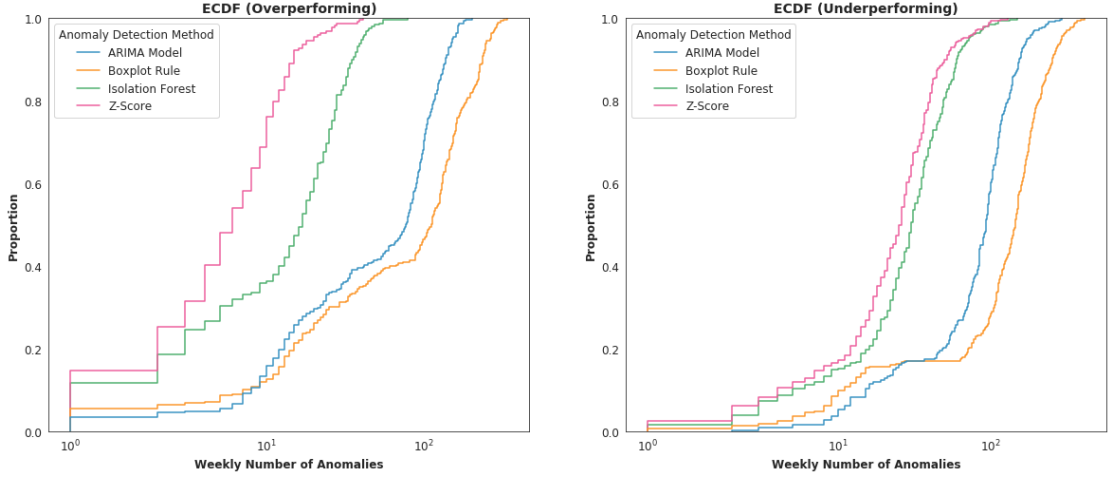 ECDF (Overperforming)
Anomaly Detection Method
ARIMA Model
Boxplot Rule
Isolation Forest
Z-Score
Proportion
1.0
0.8
0.6
0.4
0.2
0.0
10⁰
10¹
10²
Weekly Number of Anomalies
ECDF (Underperforming)
Anomaly Detection Method
ARIMA Model
Boxplot Rule
Isolation Forest
Z-Score
Proportion
1.0
0.8
0.6
0.4
0.2
0.0
10⁰
10¹
10²
Weekly Number of Anomalies